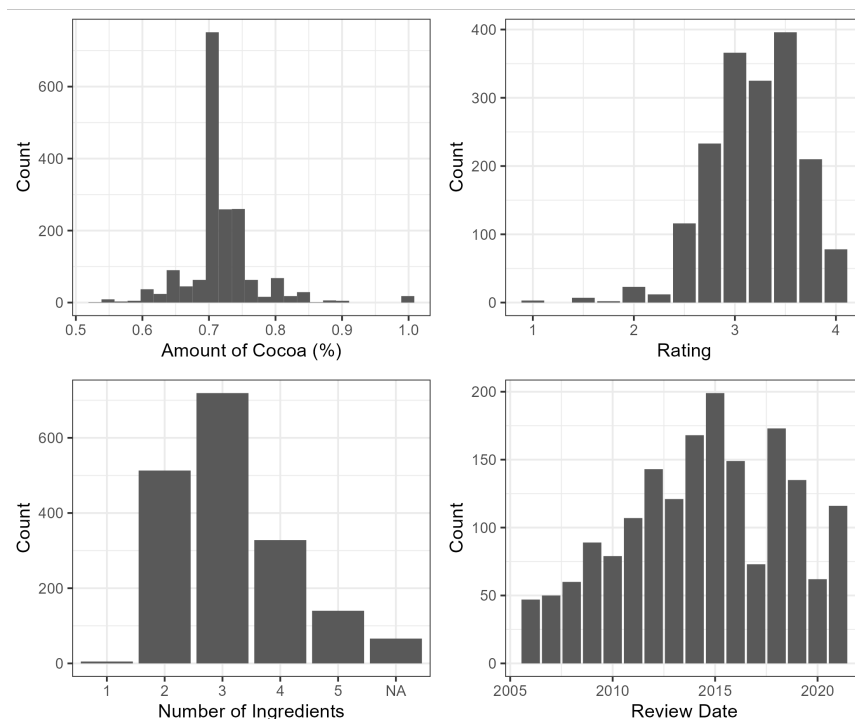 Count
600
400
200
0
0.5 0.6 0.7 0.8 0.9 1.0
Amount of Cocoa (%)
Count
400
300
200
100
0
1 2 3 4
Rating
Count
600
400
200
0
1 2 3 4 5 NA
Number of Ingredients
Count
200
150
100
50
0
2005 2010 2015 2020
Review Date